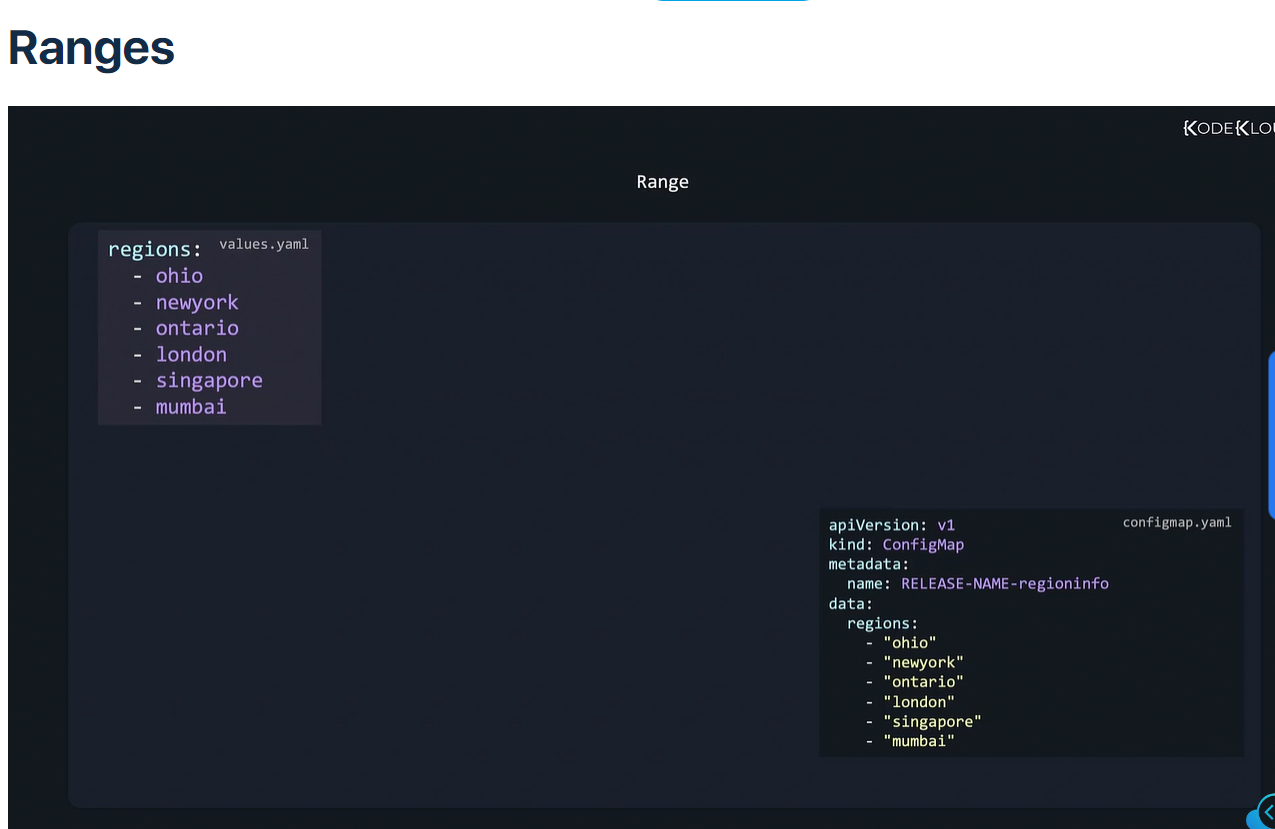 Ranges
KODEKLOU
Range
regions: values.yaml
- ohio
- newyork
- ontario
- london
- singapore
- mumbai
apiVersion: v1 configmap.yaml
kind: ConfigMap
metadata:
name: RELEASE-NAME-regioninfo
data:
regions:
- "ohio"
- "newyork"
- "ontario"
- "london"
- "singapore"
- "mumbai"